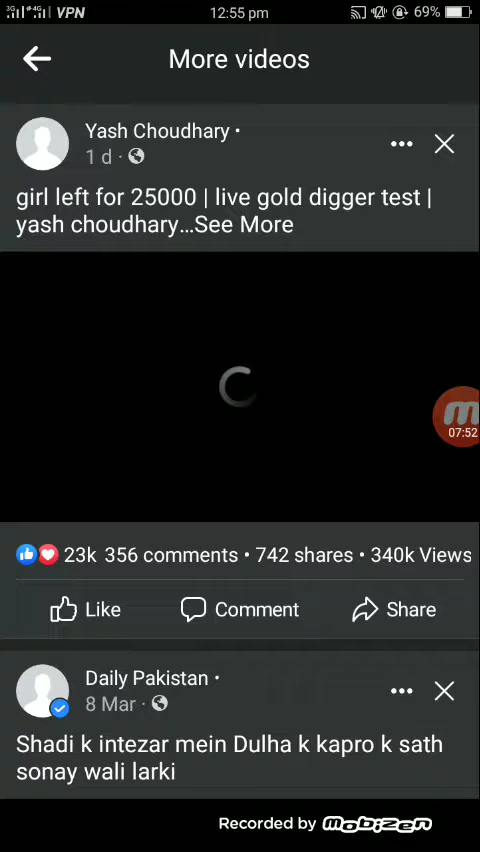 3G 4G VPN 12:55 pm 69%
More videos
Yash Choudhary •
1 d ·
girl left for 25000 | live gold digger test |
yash choudhary...See More
07:52
23k 356 comments • 742 shares • 340k Views
Like Comment Share
Daily Pakistan •
8 Mar ·
Shadi k intezar mein Dulha k kapro k sath
sonay wali larki
Recorded by Mobizen